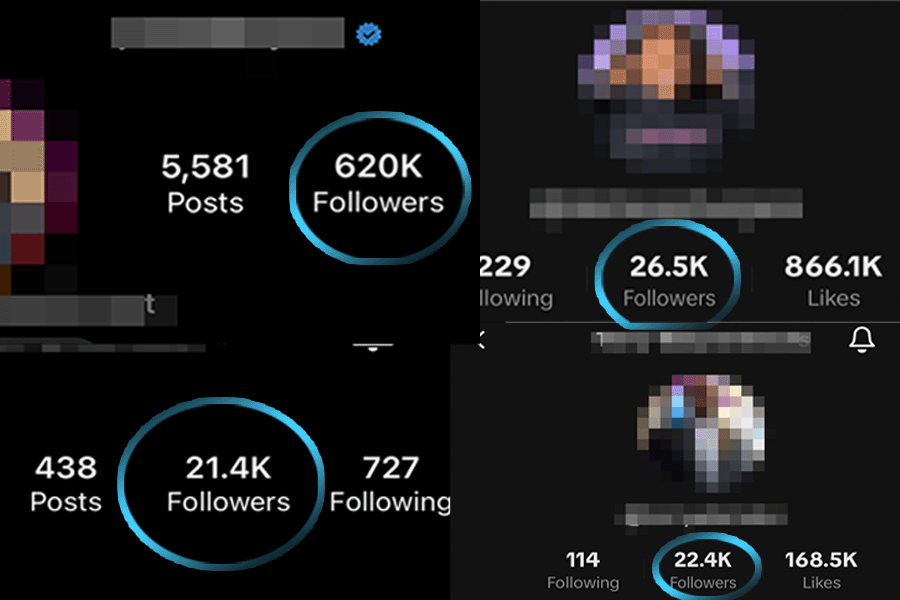 5,581
Posts
620K
Followers
229
llowing
26.5K
Followers
866.1K
Likes
438
Posts
21.4K
Followers
727
Following
114
Following
22.4K
Followers
168.5K
Likes